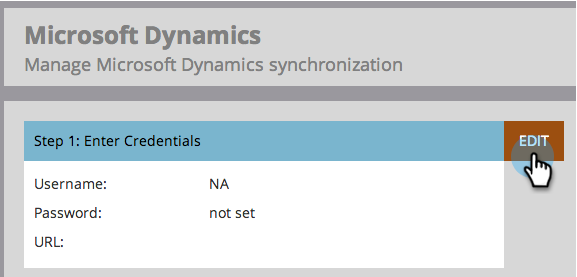 Microsoft Dynamics
Manage Microsoft Dynamics synchronization
Step 1: Enter Credentials EDIT
Username: NA
Password: not set
URL: